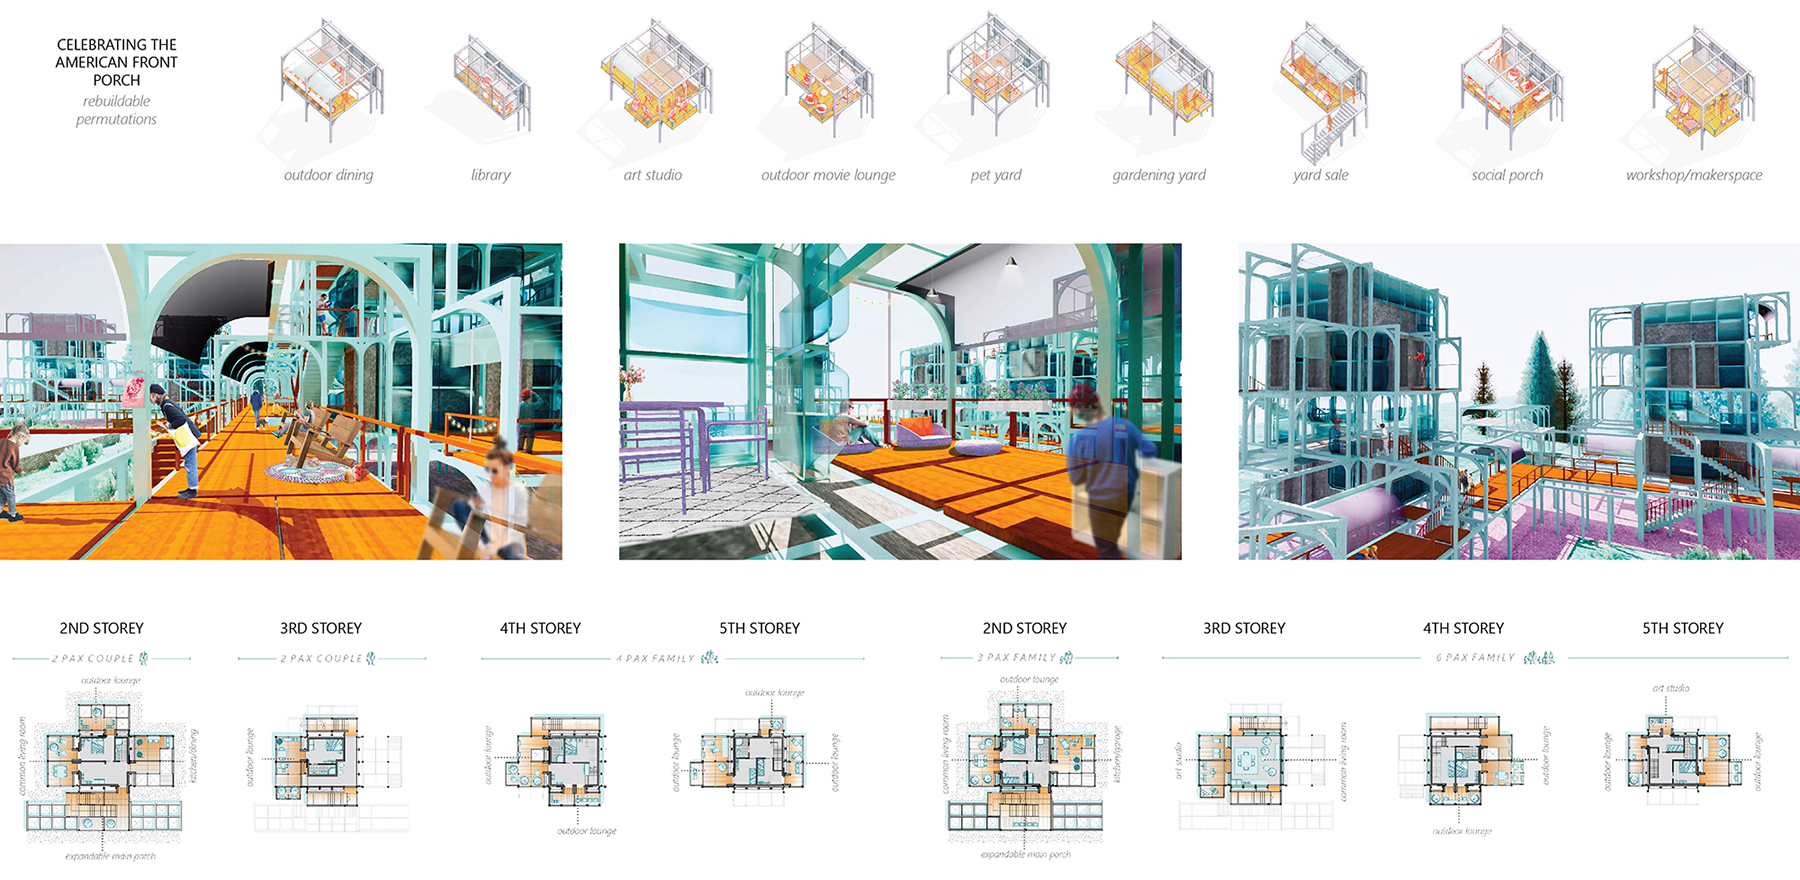 CELEBRATING THE
AMERICAN FRONT
PORCH
rebuildable
permutations
outdoor dining
library
art studio
outdoor movie lounge
pet yard
gardening yard
yard sale
social porch
workshop/makerspace
2ND STOREY
3RD STOREY
4TH STOREY
5TH STOREY
2ND STOREY
3RD STOREY
4TH STOREY
5TH STOREY
2 PAX COUPLE
2 PAX COUPLE
4 PAX FAMILY
3 PAX FAMILY
6 PAX FAMILY
outdoor lounge
common living room
kitchen/dining
expandable main porch
outdoor lounge
outdoor lounge
outdoor lounge
outdoor lounge
outdoor lounge
outdoor lounge
outdoor lounge
common living room
kitchen/garage
expandable main porch
art studio
common living room
outdoor lounge
outdoor lounge
art studio
outdoor lounge
outdoor lounge